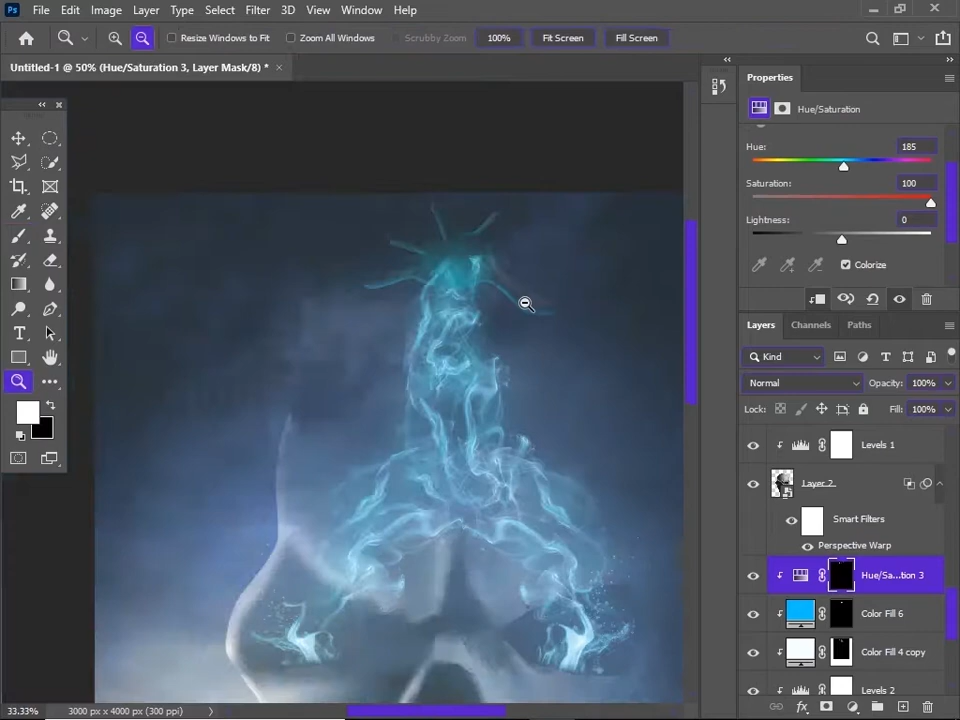 Ps File Edit Image Layer Type Select Filter 3D View Window Help
Resize Windows to Fit Zoom All Windows Scrubby Zoom 100% Fit Screen Fill Screen
Untitled-1 @ 50% (Hue/Saturation 3, Layer Mask/8) * ×
Properties
Hue/Saturation
Hue: 185
Saturation: 100
Lightness: 0
Colorize
Layers Channels Paths
Kind
Normal Opacity: 100%
Lock: Fill: 100%
Levels 1
Layer 2
Smart Filters
Perspective Warp
Hue/Sa...tion 3
Color Fill 6
Color Fill 4 copy
Levels 2
33.33% 3000 px x 4000 px (300 ppi)